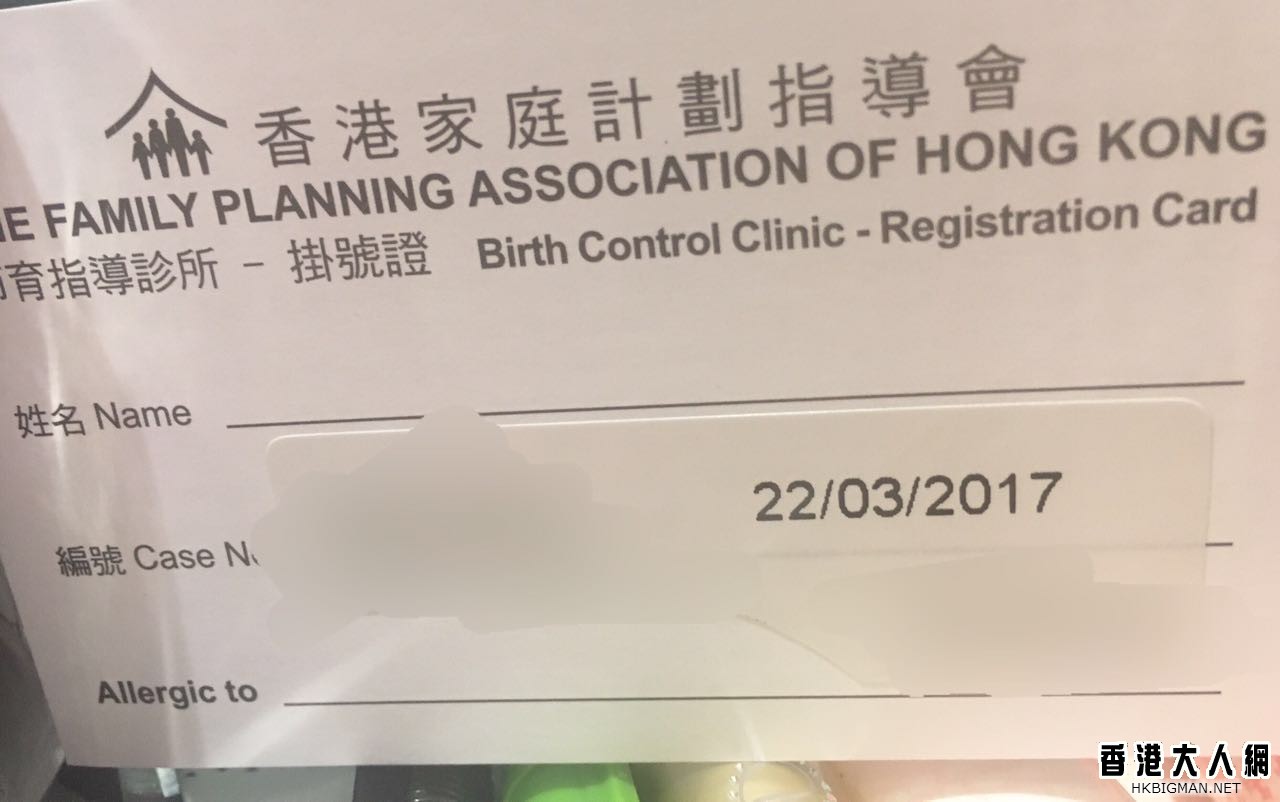 香港家庭計劃指導會
E FAMILY PLANNING ASSOCIATION OF HONG KONG
育指導診所 - 掛號證 Birth Control Clinic - Registration Card
姓名 Name
22/03/2017
編號 Case No
Allergic to
香港大人網
HKBIGMAN.NET